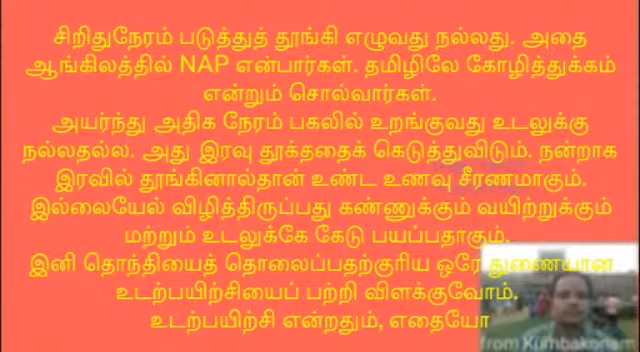 சிறிதுநேரம் படுத்துத் தூங்கி எழுவது நல்லது. அதை
ஆங்கிலத்தில் NAP என்பார்கள். தமிழிலே கோழித்துக்கம்
என்றும் சொல்வார்கள்.
அயர்ந்து அதிக நேரம் பகலில் உறங்குவது உடலுக்கு
நல்லதல்ல. அது இரவு தூக்ததைக் கெடுத்துவிடும். நன்றாக
இரவில் தூங்கினால்தான் உண்ட உணவு சீரணமாகும்.
இல்லையேல் விழித்திருப்பது கண்ணுக்கும் வயிற்றுக்கும்
மற்றும் உடலுக்கே கேடு பயப்பதாகும்.
இனி தொந்தியைத் தொலைப்பதற்குரிய ஒரே துணையான
உடற்பயிற்சியைப் பற்றி விளக்குவோம்.
உடற்பயிற்சி என்றதும், எதையோ
from Kumbakonam